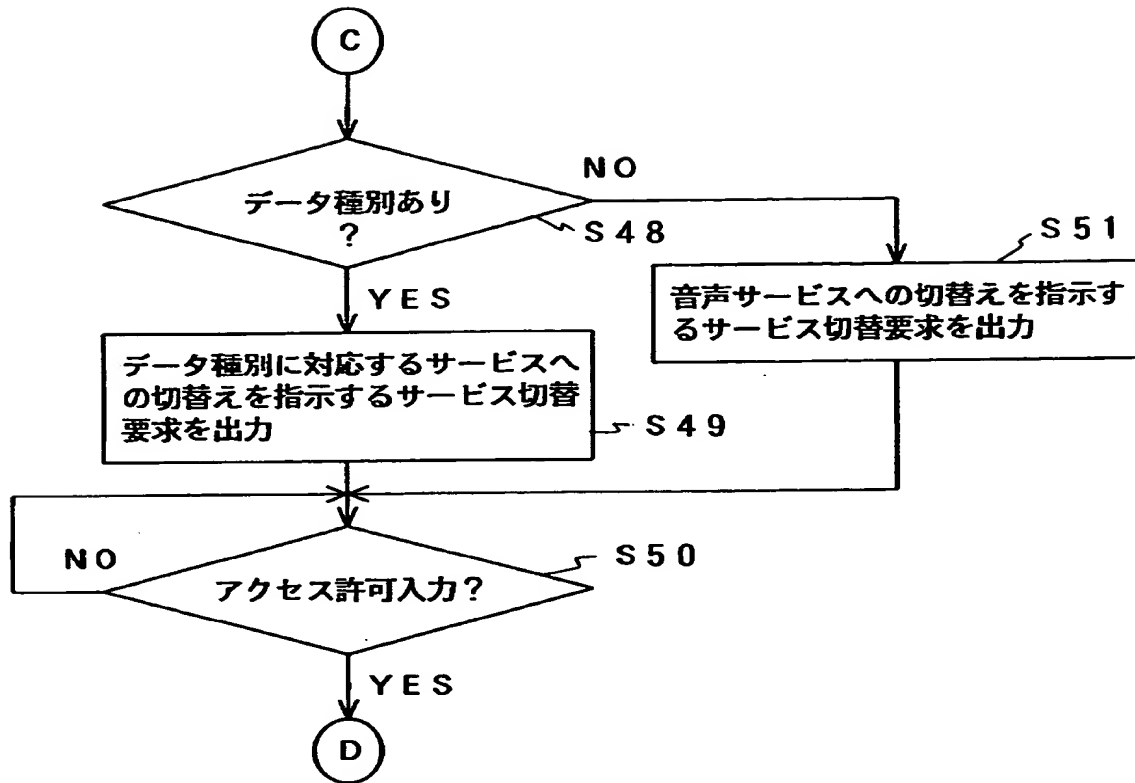 C
データ種別あり
?
NO
S48
YES
S51
音声サービスへの切替えを指示す
るサービス切替要求を出力
データ種別に対応するサービスへ
の切替えを指示するサービス切替
要求を出力
S49
NO
アクセス許可入力?
S50
YES
D